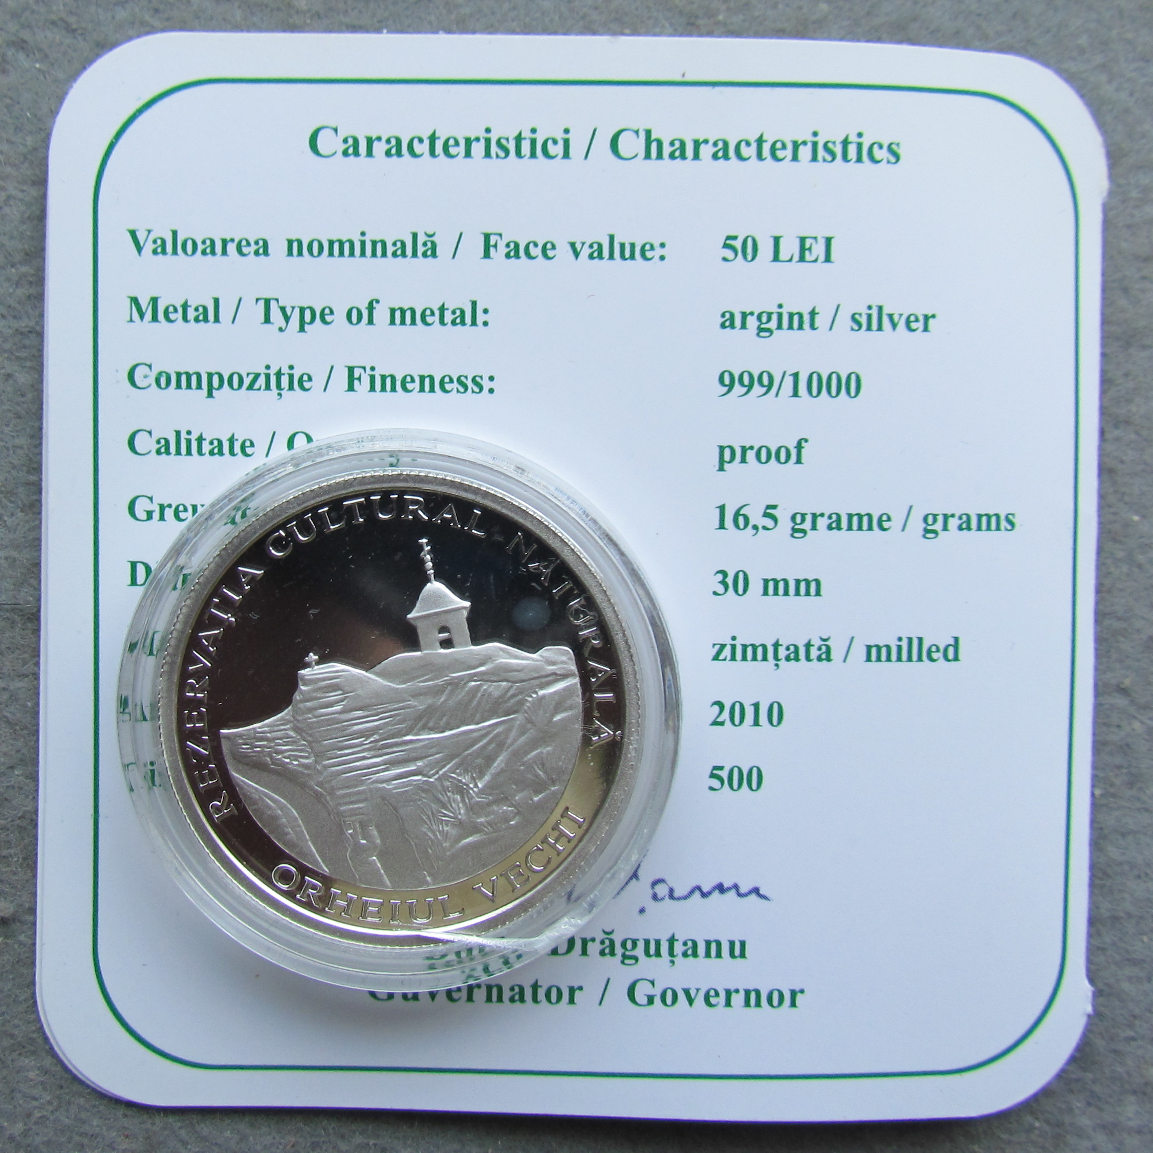 Caracteristici / Characteristics
Valoarea nominală / Face value: 50 LEI
Metal / Type of metal: argint / silver
Compoziție / Fineness: 999/1000
Calitate / proof
16,5 grame / grams
30 mm
zimțată / milled
2010
500
REZERVAȚIA CULTURAL-NATURALĂ
ORHEIUL VECHI
Drăguțanu
Guvernator / Governor